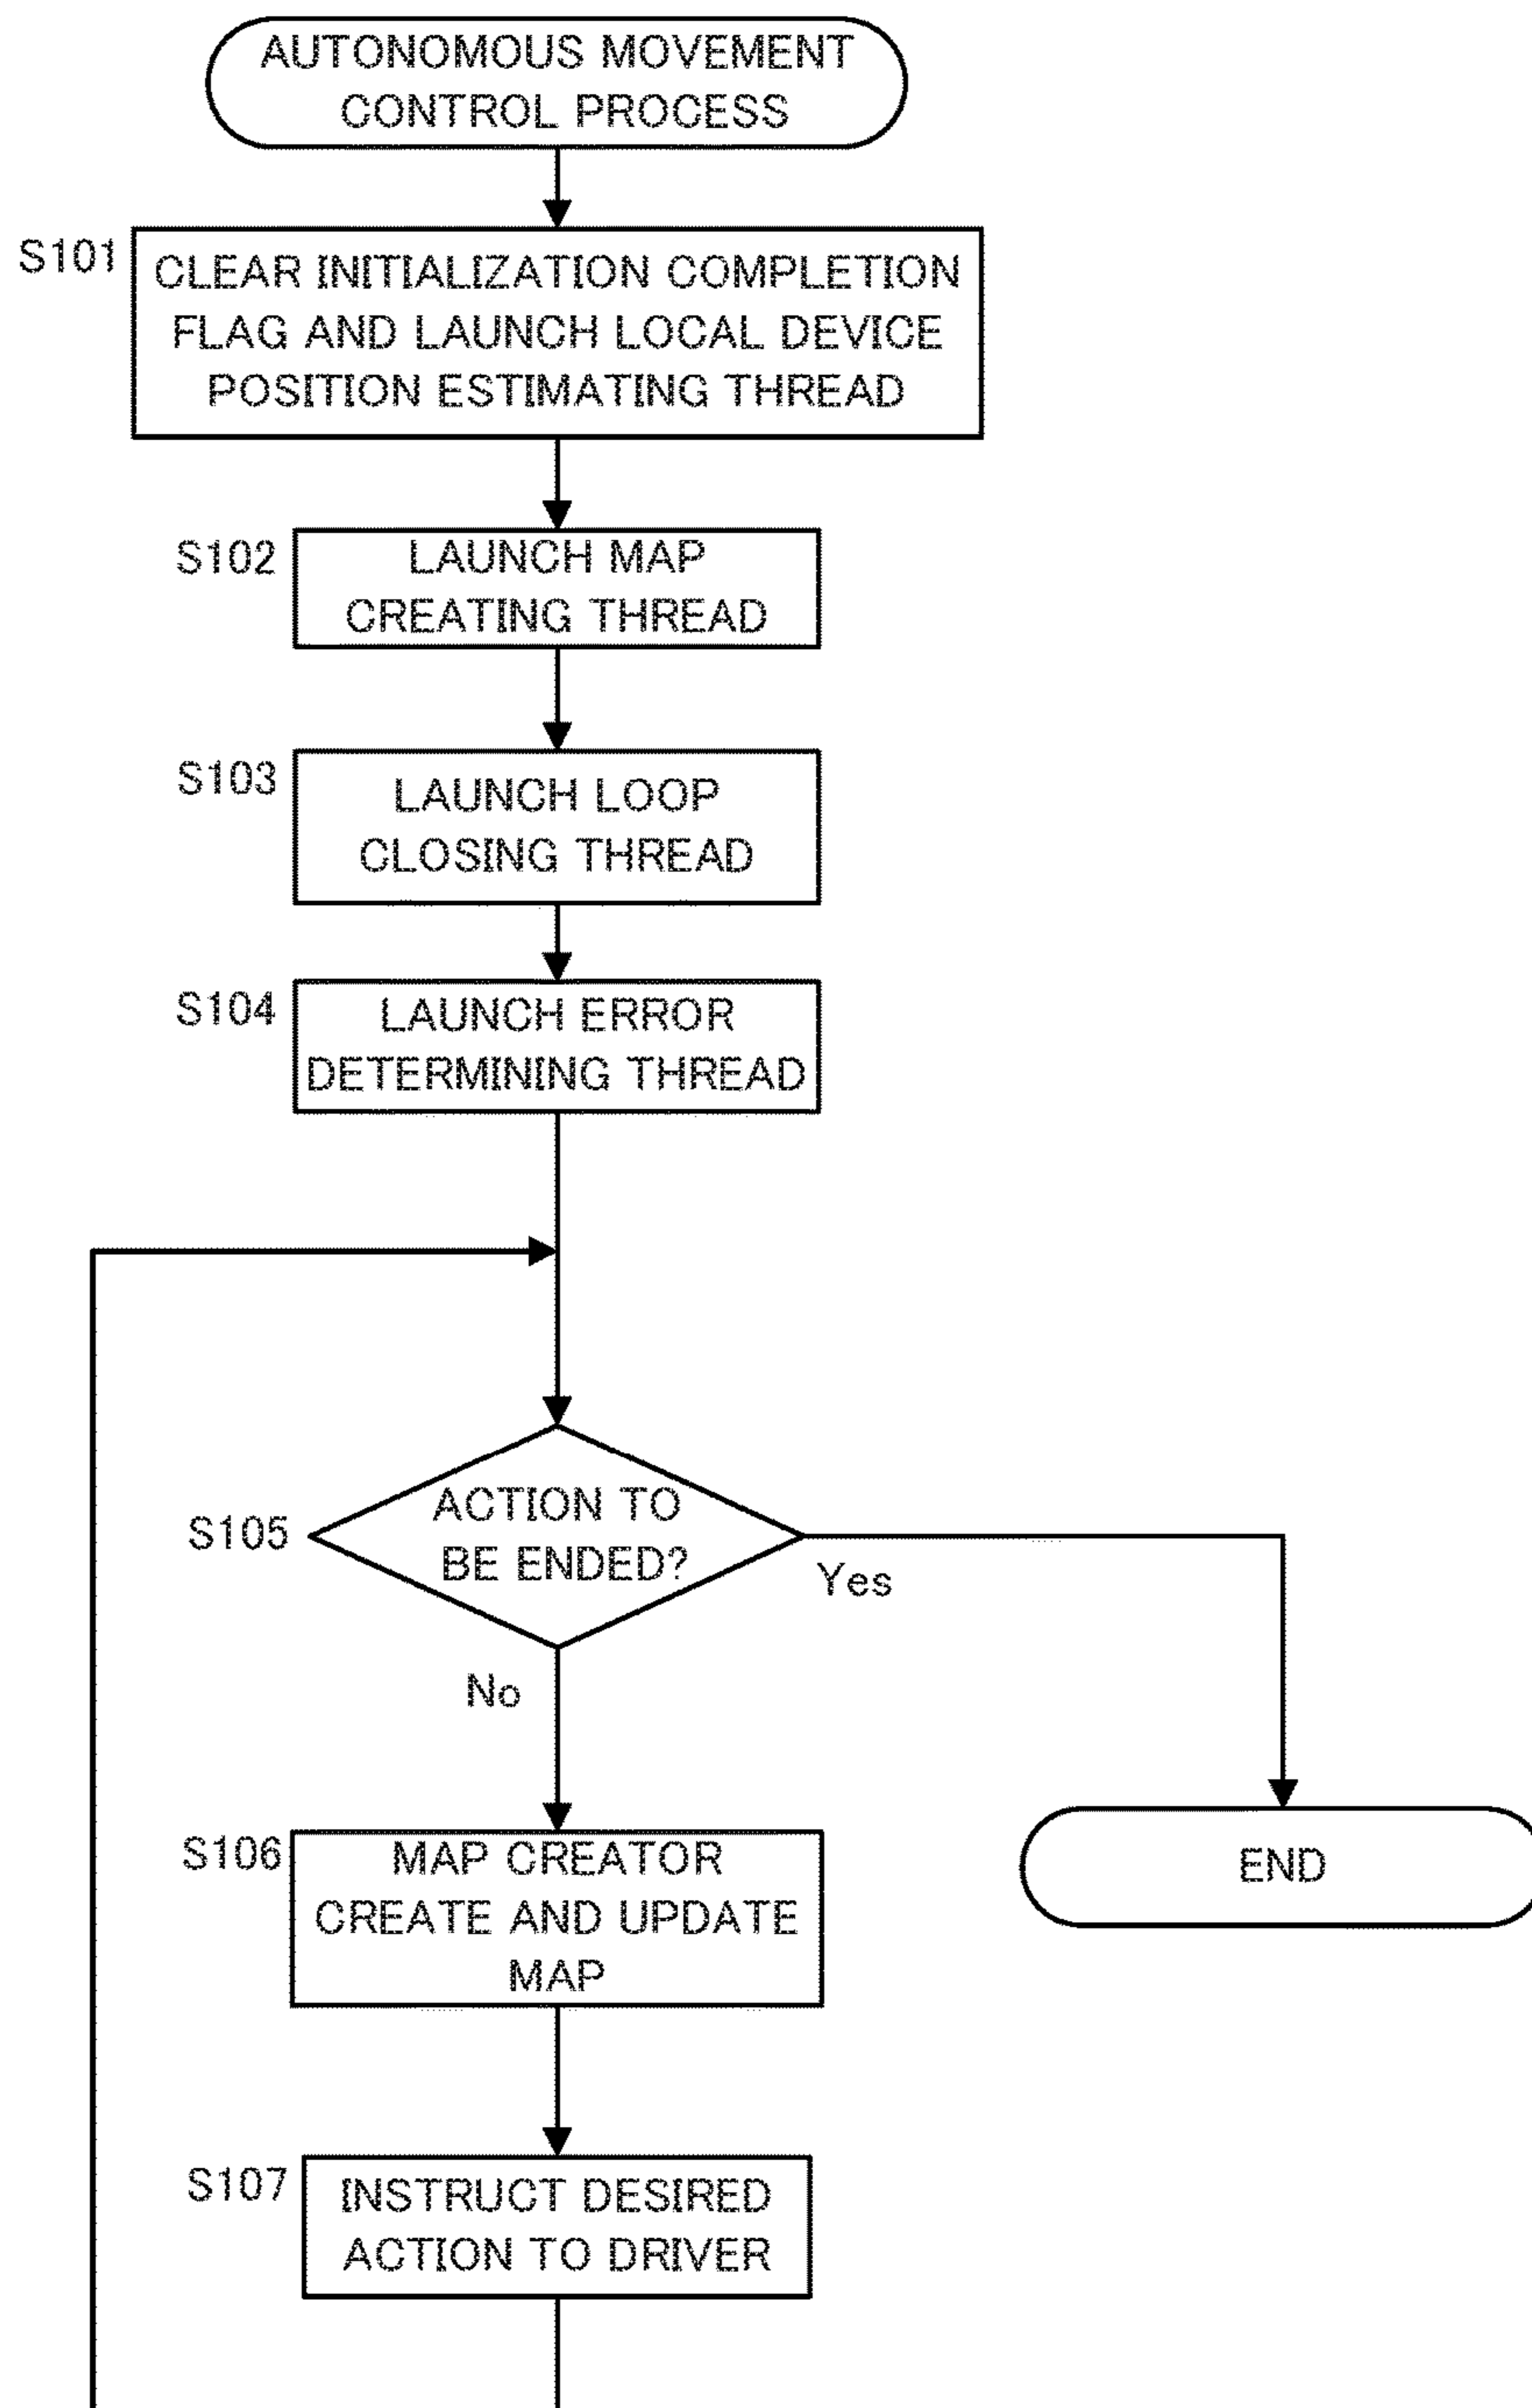 AUTONOMOUS MOVEMENT
CONTROL PROCESS
S101
CLEAR INITIALIZATION COMPLETION
FLAG AND LAUNCH LOCAL DEVICE
POSITION ESTIMATING THREAD
S102
LAUNCH MAP
CREATING THREAD
S103
LAUNCH LOOP
CLOSING THREAD
S104
LAUNCH ERROR
DETERMINING THREAD
S105
ACTION TO
BE ENDED?
Yes
No
S106
MAP CREATOR
CREATE AND UPDATE
MAP
END
S107
INSTRUCT DESIRED
ACTION TO DRIVER